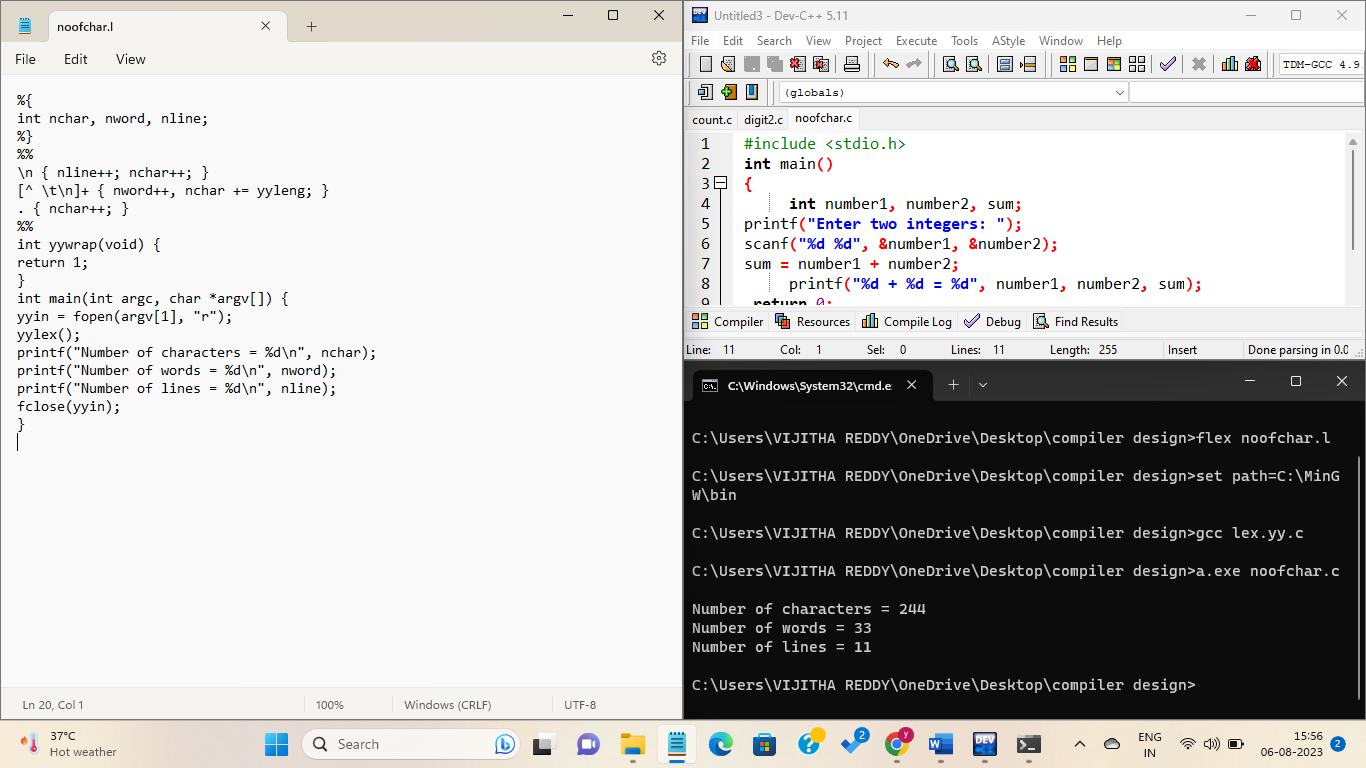 noofchar.l
File Edit View
%{
int nchar, nword, nline;
%}
%%
\n { nline++; nchar++; }
[^ \t\n]+ { nword++, nchar += yyleng; }
. { nchar++; }
%%
int yywrap(void) {
return 1;
}
int main(int argc, char *argv[]) {
yyin = fopen(argv[1], "r");
yylex();
printf("Number of characters = %d\n", nchar);
printf("Number of words = %d\n", nword);
printf("Number of lines = %d\n", nline);
fclose(yyin);
}
Ln 20, Col 1 100% Windows (CRLF) UTF-8
DEV Untitled3 - Dev-C++ 5.11
File Edit Search View Project Execute Tools AStyle Window Help
TDM-GCC 4.9
(globals)
count.c digit2.c noofchar.c
1 #include <stdio.h>
2 int main()
3 {
4 int number1, number2, sum;
5 printf("Enter two integers: ");
6 scanf("%d %d", &number1, &number2);
7 sum = number1 + number2;
8 printf("%d + %d = %d", number1, number2, sum);
9 return 0;
Compiler Resources Compile Log Debug Find Results
Line: 11 Col: 1 Sel: 0 Lines: 11 Length: 255 Insert Done parsing in 0.0
C:\Windows\System32\cmd.e
C:\Users\VIJITHA REDDY\OneDrive\Desktop\compiler design>flex noofchar.l
C:\Users\VIJITHA REDDY\OneDrive\Desktop\compiler design>set path=C:\MinG
W\bin
C:\Users\VIJITHA REDDY\OneDrive\Desktop\compiler design>gcc lex.yy.c
C:\Users\VIJITHA REDDY\OneDrive\Desktop\compiler design>a.exe noofchar.c
Number of characters = 244
Number of words = 33
Number of lines = 11
C:\Users\VIJITHA REDDY\OneDrive\Desktop\compiler design>
37°C
Hot weather
Search
2
y
W
DEV
ENG
IN
15:56
06-08-2023
2